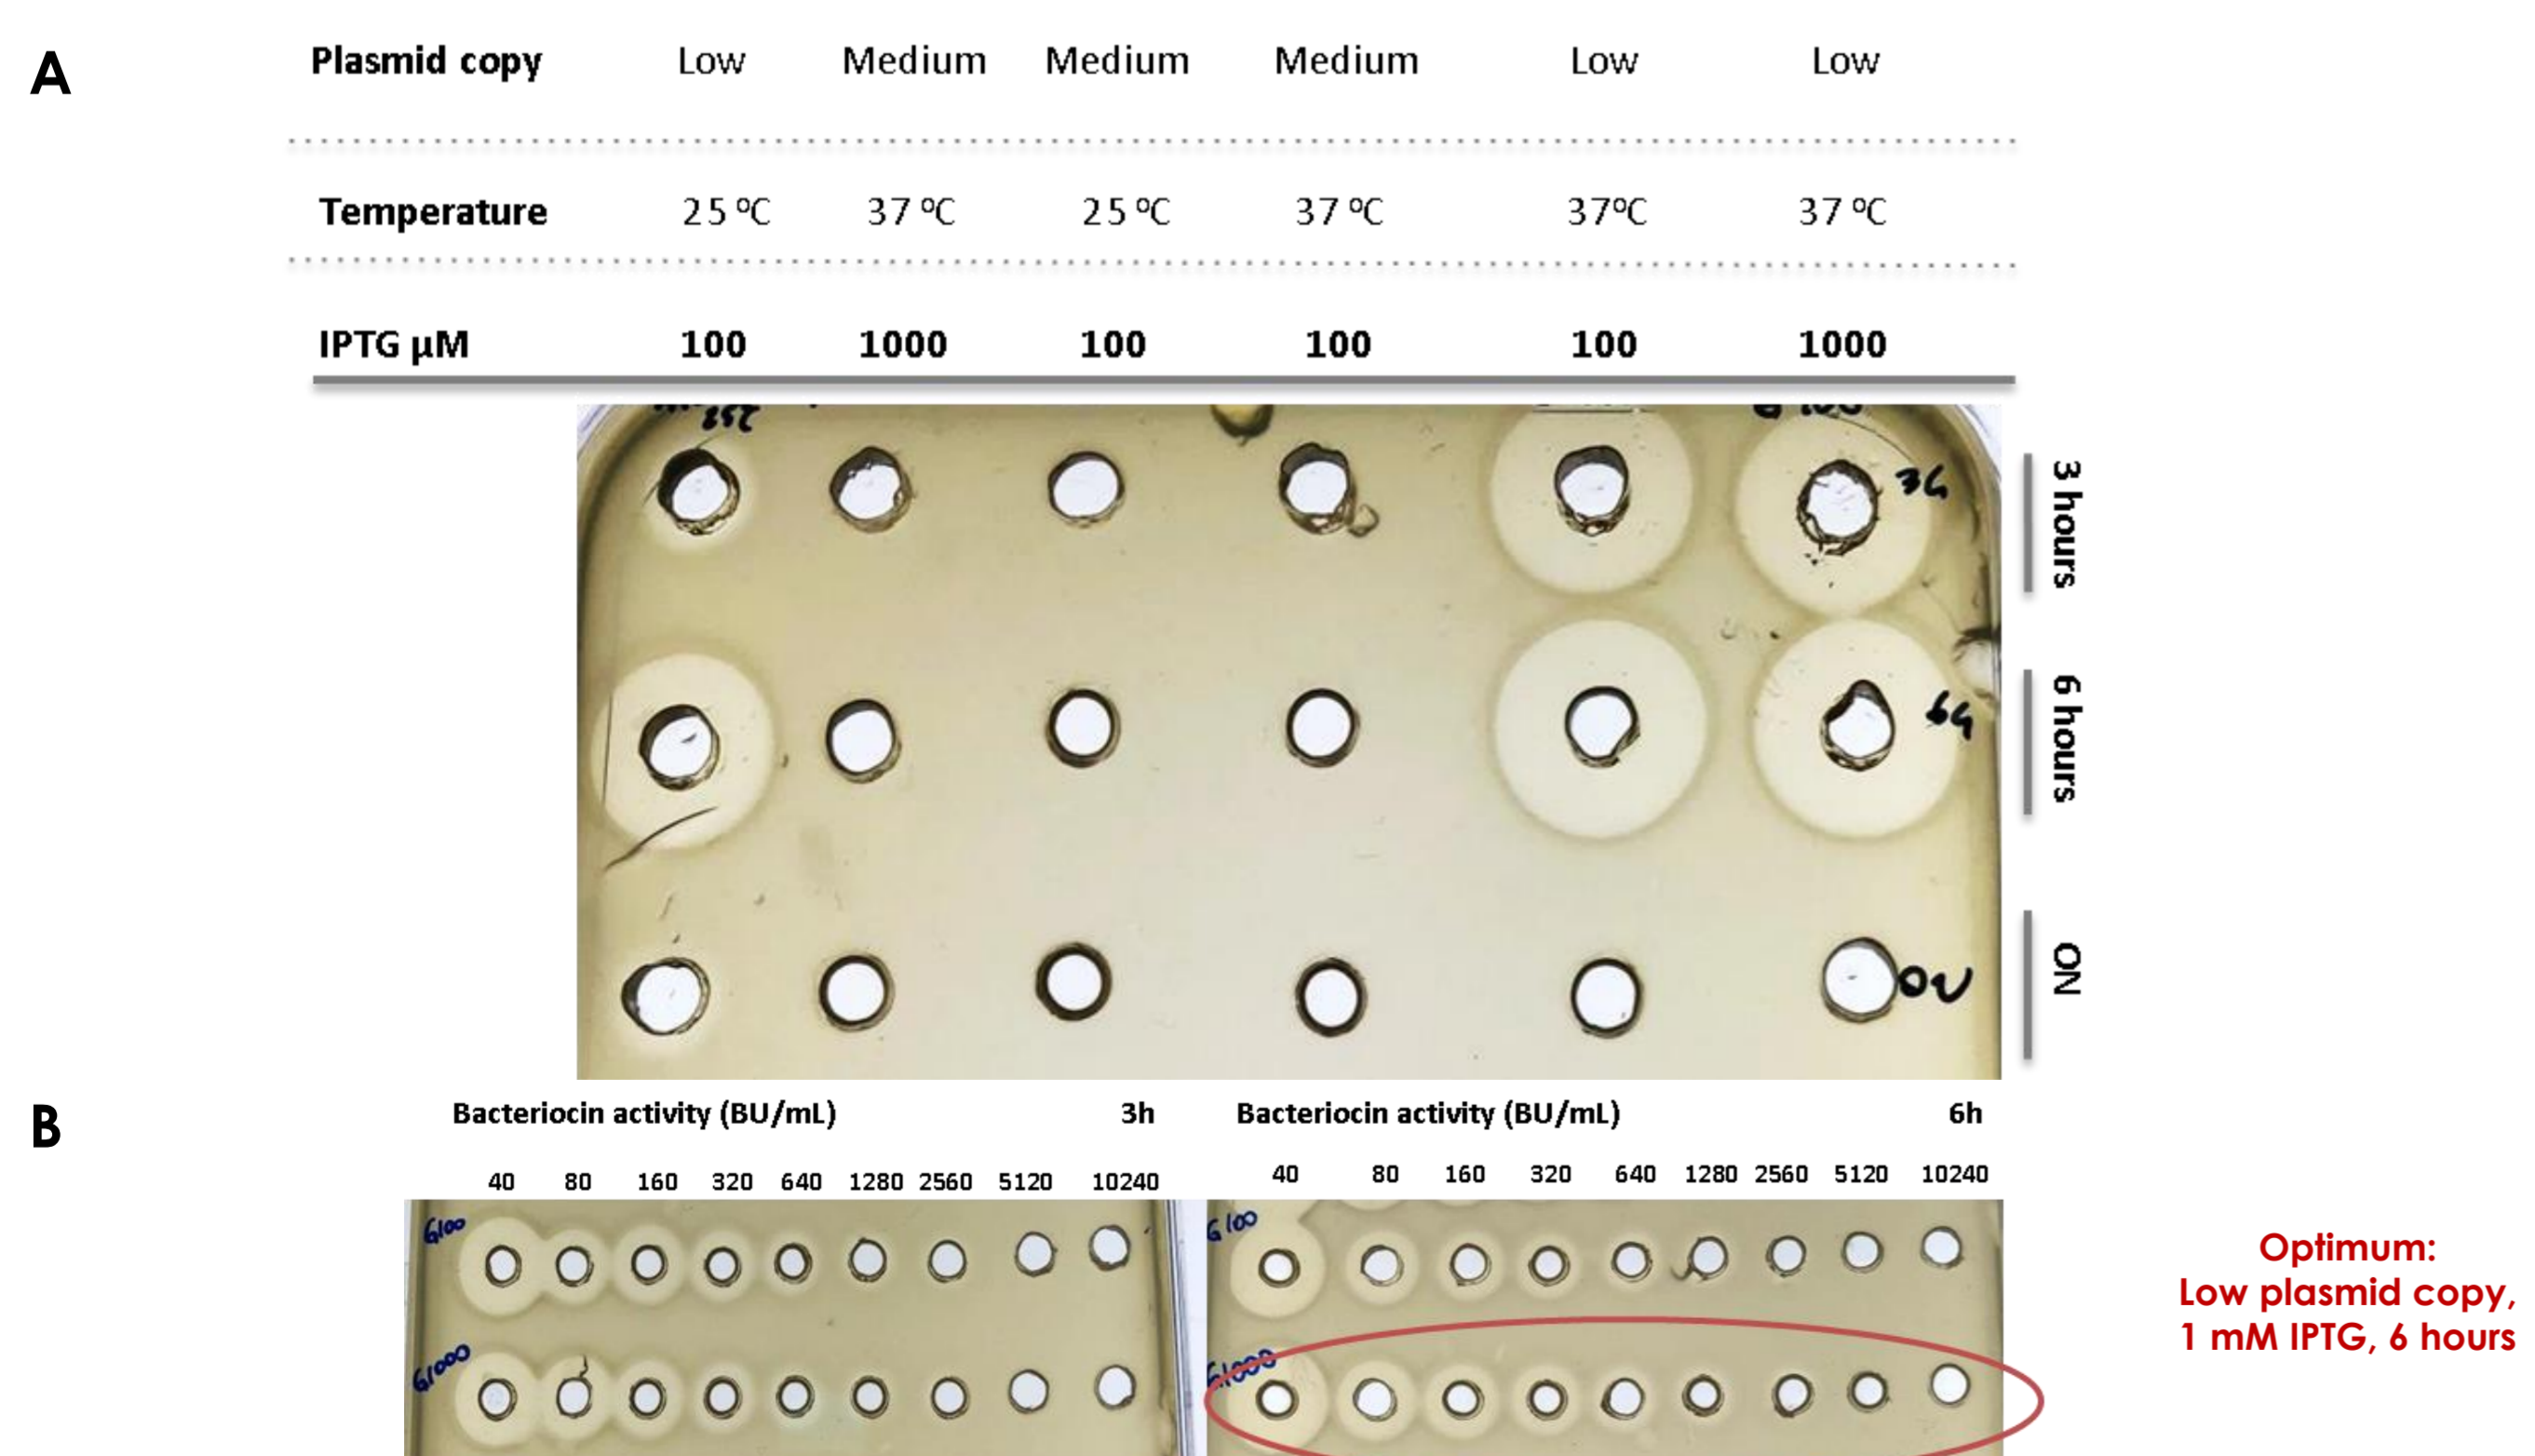 A
Plasmid copy Low Medium Medium Medium Low Low
Temperature 25 ºC 37 ºC 25 ºC 37 ºC 37ºC 37 ºC
IPTG µM 100 1000 100 100 100 1000
3h
3 hours
6h
6 hours
ON
ON
B
Bacteriocin activity (BU/mL) 3h
40 80 160 320 640 1280 2560 5120 10240
G100
G1000
Bacteriocin activity (BU/mL) 6h
40 80 160 320 640 1280 2560 5120 10240
G100
G1000
Optimum:
Low plasmid copy,
1 mM IPTG, 6 hours